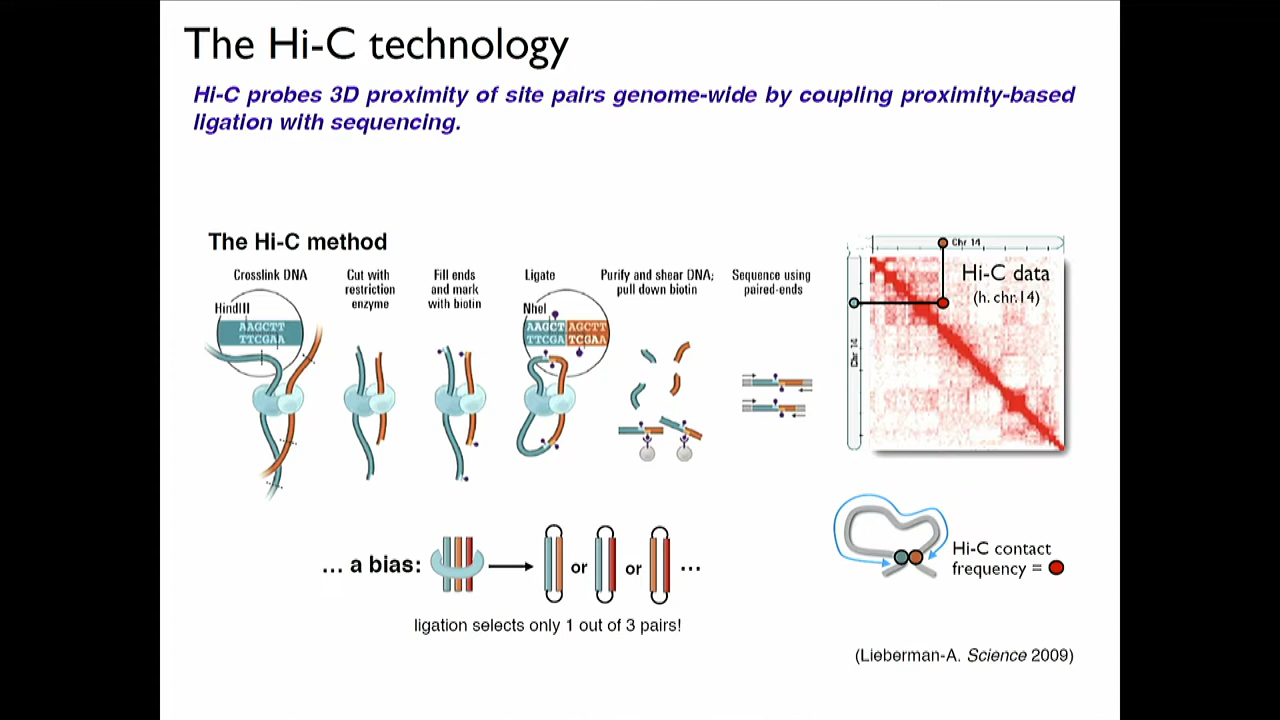 The Hi-C technology
Hi-C probes 3D proximity of site pairs genome-wide by coupling proximity-based
ligation with sequencing.
The Hi-C method
Crosslink DNA
Cut with
restriction
enzyme
Fill ends
and mark
with biotin
Ligate
Purify and shear DNA;
pull down biotin
Sequence using
paired-ends
HindIII
AAGCTT
TTCGAA
NheI
AAGCT AGCTT
TTCGA TCGAA
Chr 14
Chr 14
Hi-C data
(h. chr.14)
... a bias:
or
or
...
ligation selects only 1 out of 3 pairs!
Hi-C contact
frequency =
(Lieberman-A. Science 2009)